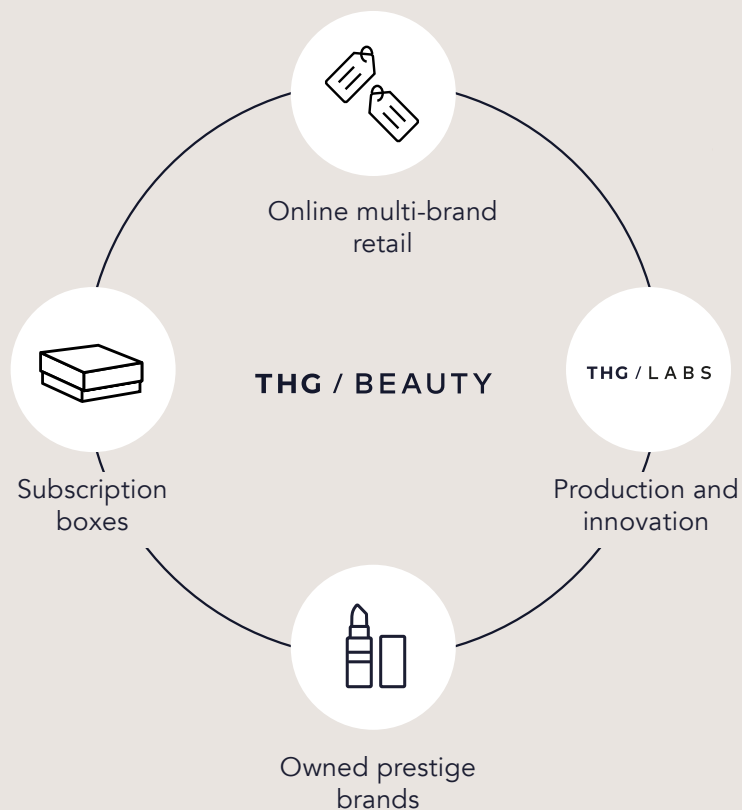 Online multi-brand
retail
THG / BEAUTY
THG / LABS
Subscription
boxes
Production and
innovation
Owned prestige
brands